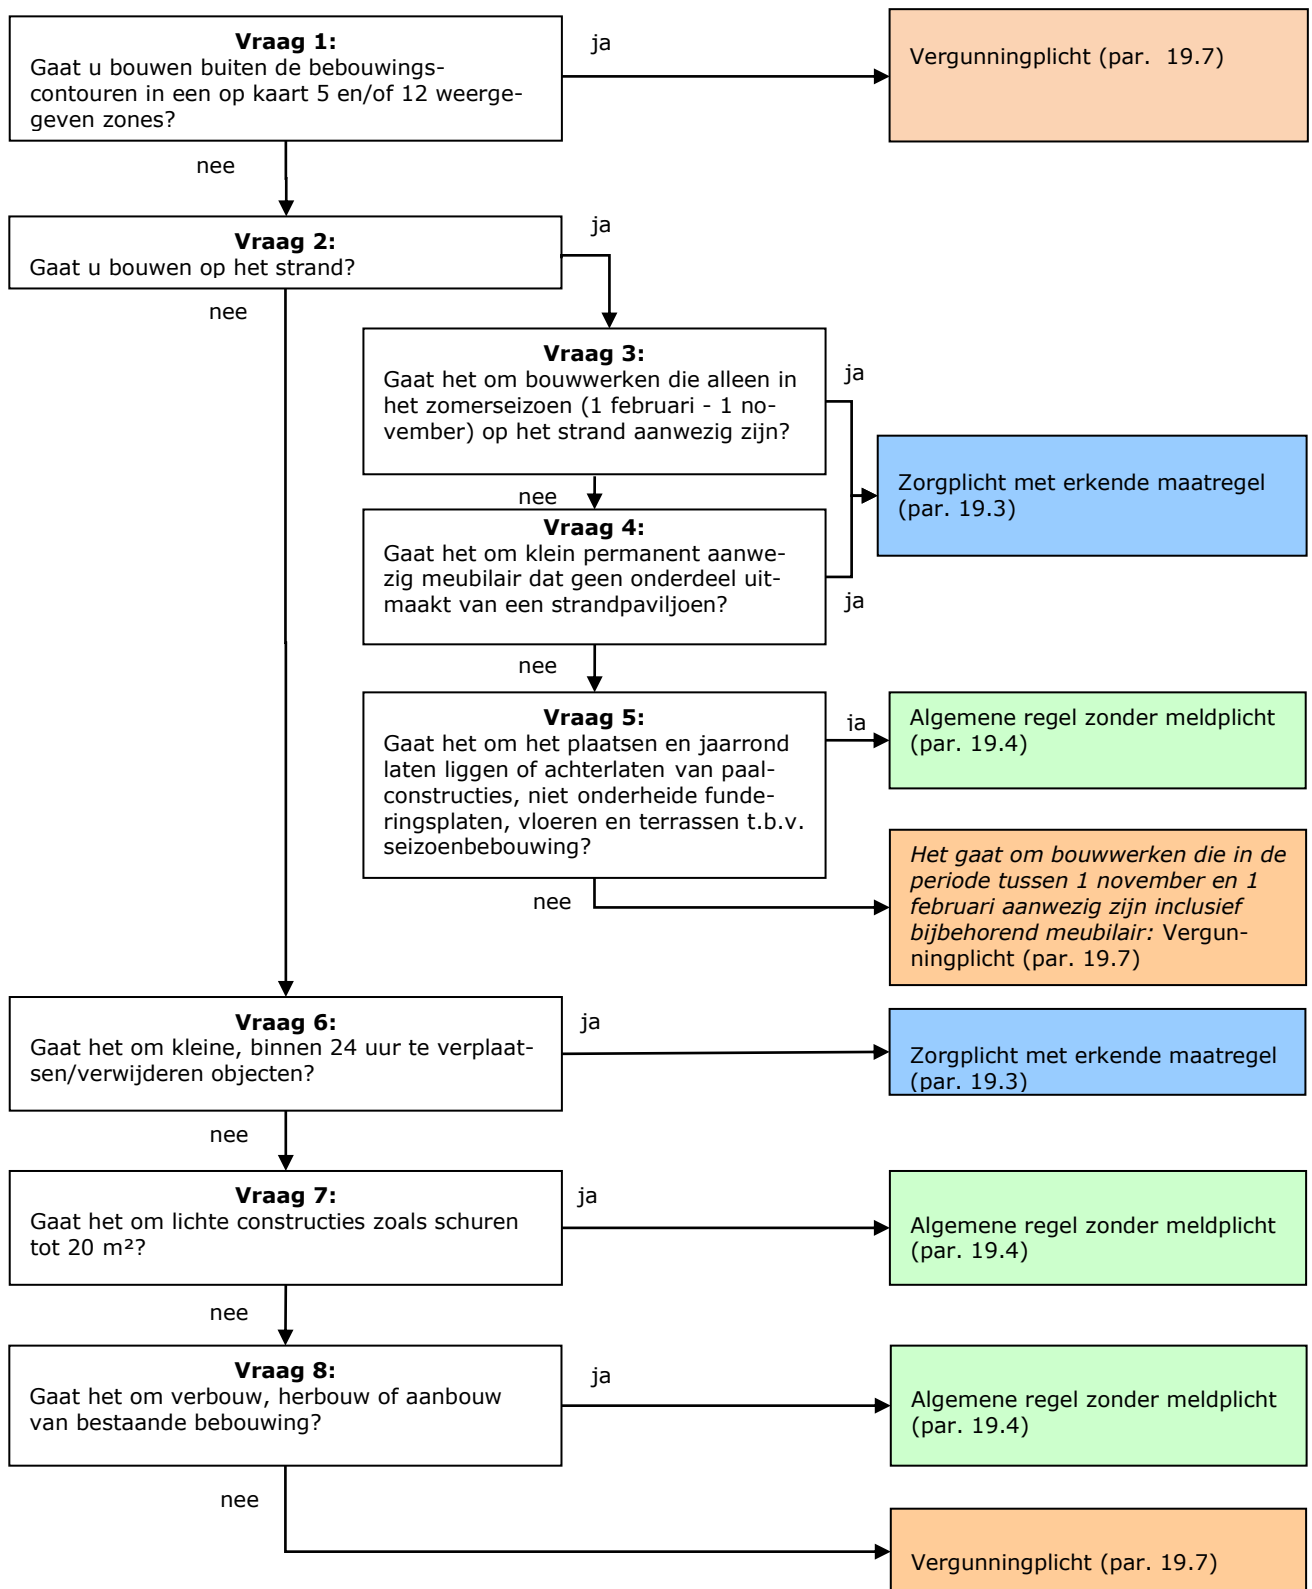 Vraag 1:
Gaat u bouwen buiten de bebouwings-
contouren in een op kaart 5 en/of 12 weerge-
geven zones?
ja
Vergunningplicht (par.  19.7)
nee
Vraag 2:
Gaat u bouwen op het strand?
ja
nee
Vraag 3:
Gaat het om bouwwerken die alleen in
het zomerseizoen (1 februari - 1 no-
vember) op het strand aanwezig zijn?
ja
Zorgplicht met erkende maatregel
(par. 19.3)
nee
Vraag 4:
Gaat het om klein permanent aanwe-
zig meubilair dat geen onderdeel uit-
maakt van een strandpaviljoen?
ja
nee
Vraag 5:
Gaat het om het plaatsen en jaarrond
laten liggen of achterlaten van paal-
constructies, niet onderheide funde-
ringsplaten, vloeren en terrassen t.b.v.
seizoenbebouwing?
ja
Algemene regel zonder meldplicht
(par. 19.4)
nee
Het gaat om bouwwerken die in de
periode tussen 1 november en 1
februari aanwezig zijn inclusief
bijbehorend meubilair: Vergun-
ningplicht (par. 19.7)
Vraag 6:
Gaat het om kleine, binnen 24 uur te verplaat-
sen/verwijderen objecten?
ja
Zorgplicht met erkende maatregel
(par. 19.3)
nee
Vraag 7:
Gaat het om lichte constructies zoals schuren
tot 20 m²?
ja
Algemene regel zonder meldplicht
(par. 19.4)
nee
Vraag 8:
Gaat het om verbouw, herbouw of aanbouw
van bestaande bebouwing?
ja
Algemene regel zonder meldplicht
(par. 19.4)
nee
Vergunningplicht (par. 19.7)